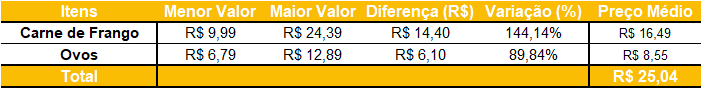 Itens Menor Valor Maior Valor Diferença (R$) Variação (%) Preço Médio
Carne de Frango R$ 9,99 R$ 24,39 R$ 14,40 144,14% R$ 16,49
Ovos R$ 6,79 R$ 12,89 R$ 6,10 89,84% R$ 8,55
Total R$ 25,04